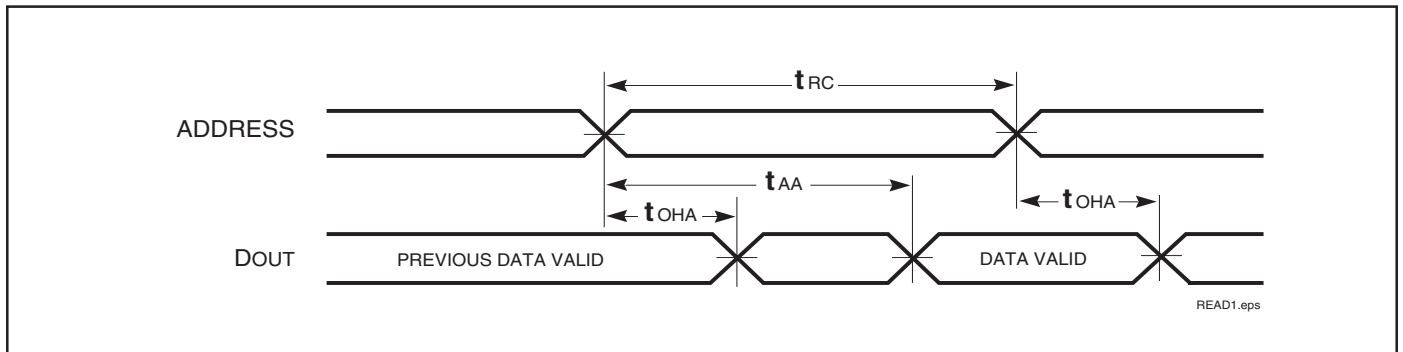 tRC
ADDRESS
tAA
tOHA
tOHA
DOUT
PREVIOUS DATA VALID
DATA VALID
READ1.eps